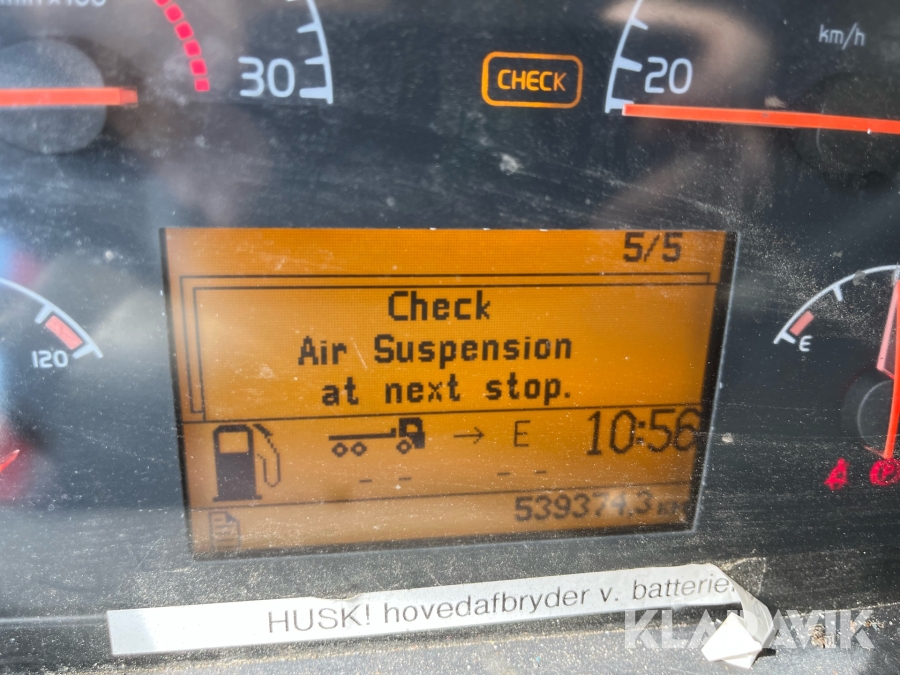 30
CHECK
20
km/h
5/5
Check
Air Suspension
at next stop.
120
E
→ E
10:56
- -
- -
539374,3 km
HUSK! hovedafbryder v. batterie
KLARAVIK